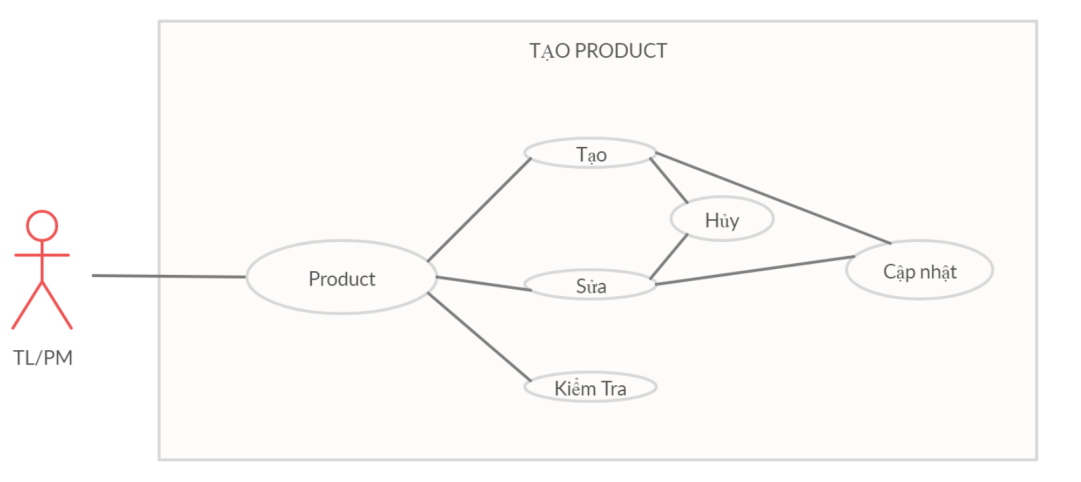 TẠO PRODUCT
Tạo
Hủy
Cập nhật
Product
Sửa
TL/PM
Kiểm Tra